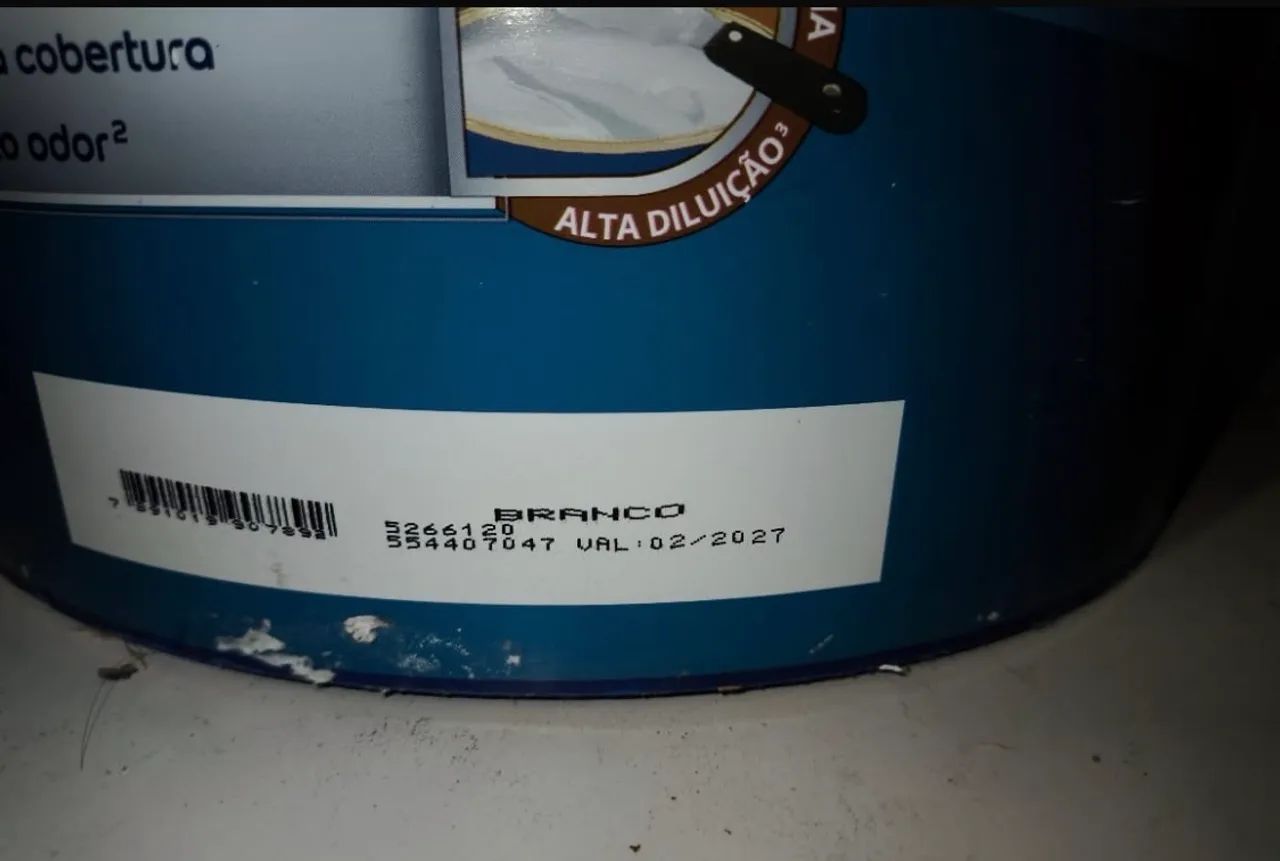 cobertura
odor²
ALTA DILUIÇÃO³
BRANCO
5266120
554407047 VAL:02/2027